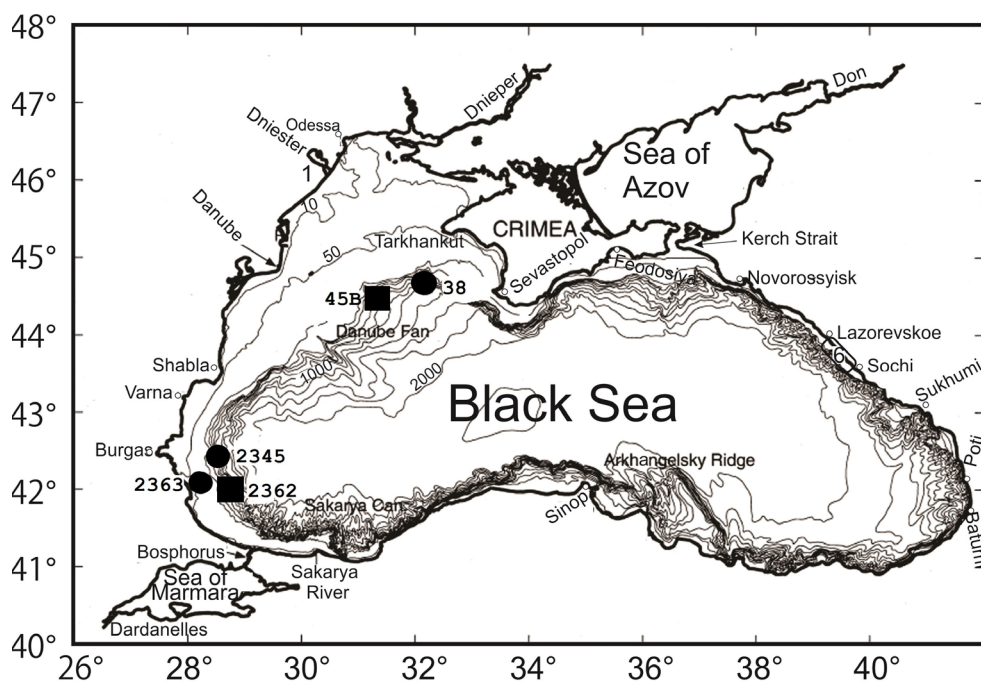 48°
47°
46°
45°
44°
43°
42°
41°
40°
26°
28°
30°
32°
34°
36°
38°
40°
Dnieper
Don
Dniester
Odessa
1
10
50
Danube
Sea of
Azov
CRIMEA
Tarkhankut
Sevastopol
Feodosiya
Kerch Strait
Novorossyisk
45B
38
Danube Fan
Lazorevskoe
6
Sochi
Shabla
1000
2000
Varna
Black Sea
Sukhumi
Burgas
2345
2363
2362
Arkhangelsky Ridge
Poti
Sakarya Can.
Sinop
Batumi
Bosphorus
Sea of
Marmara
Sakarya
River
Dardanelles